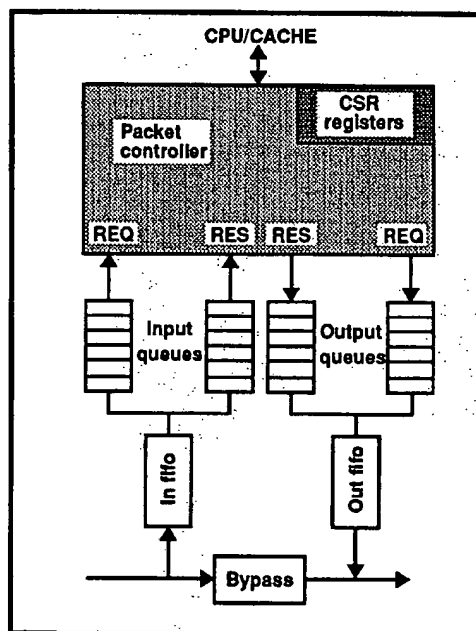 CPU/CACHE
CSR
registers
Packet
controller
REQ
RES
RES
REQ
Input
queues
Output
queues
In fifo
Out fifo
Bypass